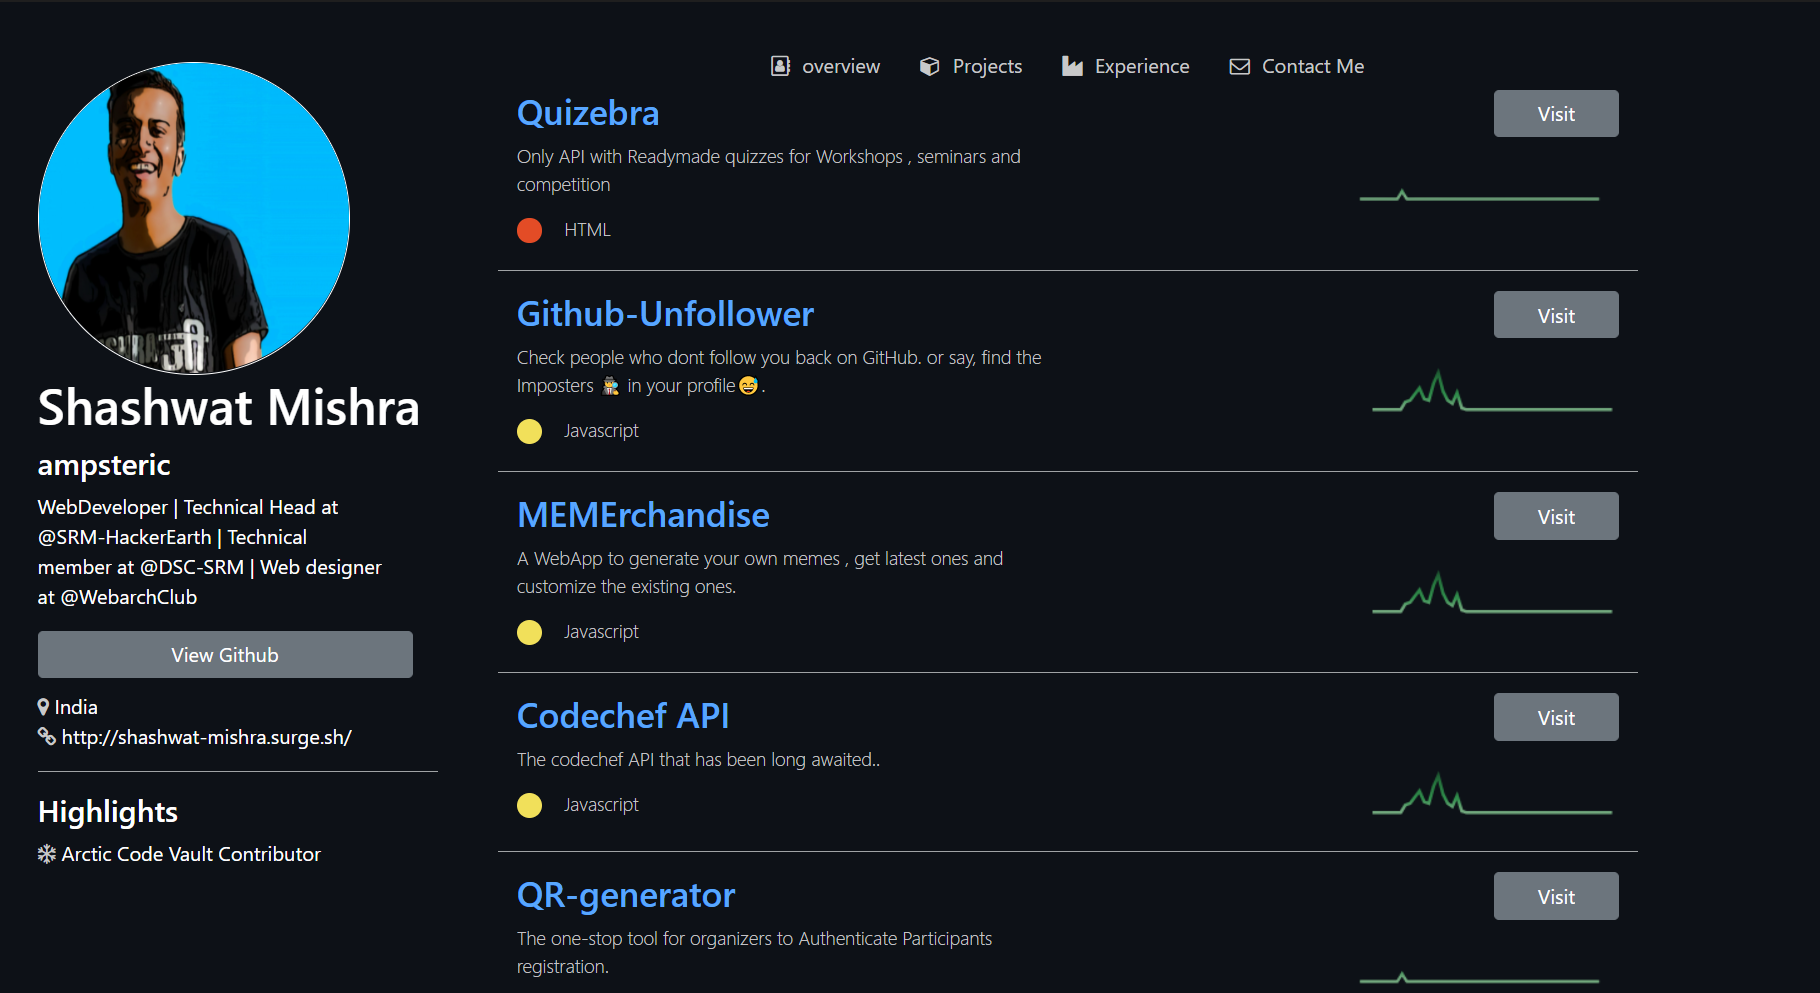 overview Projects Experience Contact Me
Shashwat Mishra
ampsteric
WebDeveloper | Technical Head at
@SRM-HackerEarth | Technical
member at @DSC-SRM | Web designer
at @WebarchClub
View Github
India
http://shashwat-mishra.surge.sh/
Highlights
Arctic Code Vault Contributor
Quizebra
Visit
Only API with Readymade quizzes for Workshops , seminars and
competition
HTML
Github-Unfollower
Visit
Check people who dont follow you back on GitHub. or say, find the
Imposters 🕵️ in your profile😅.
Javascript
MEMErchandise
Visit
A WebApp to generate your own memes , get latest ones and
customize the existing ones.
Javascript
Codechef API
Visit
The codechef API that has been long awaited..
Javascript
QR-generator
Visit
The one-stop tool for organizers to Authenticate Participants
registration.